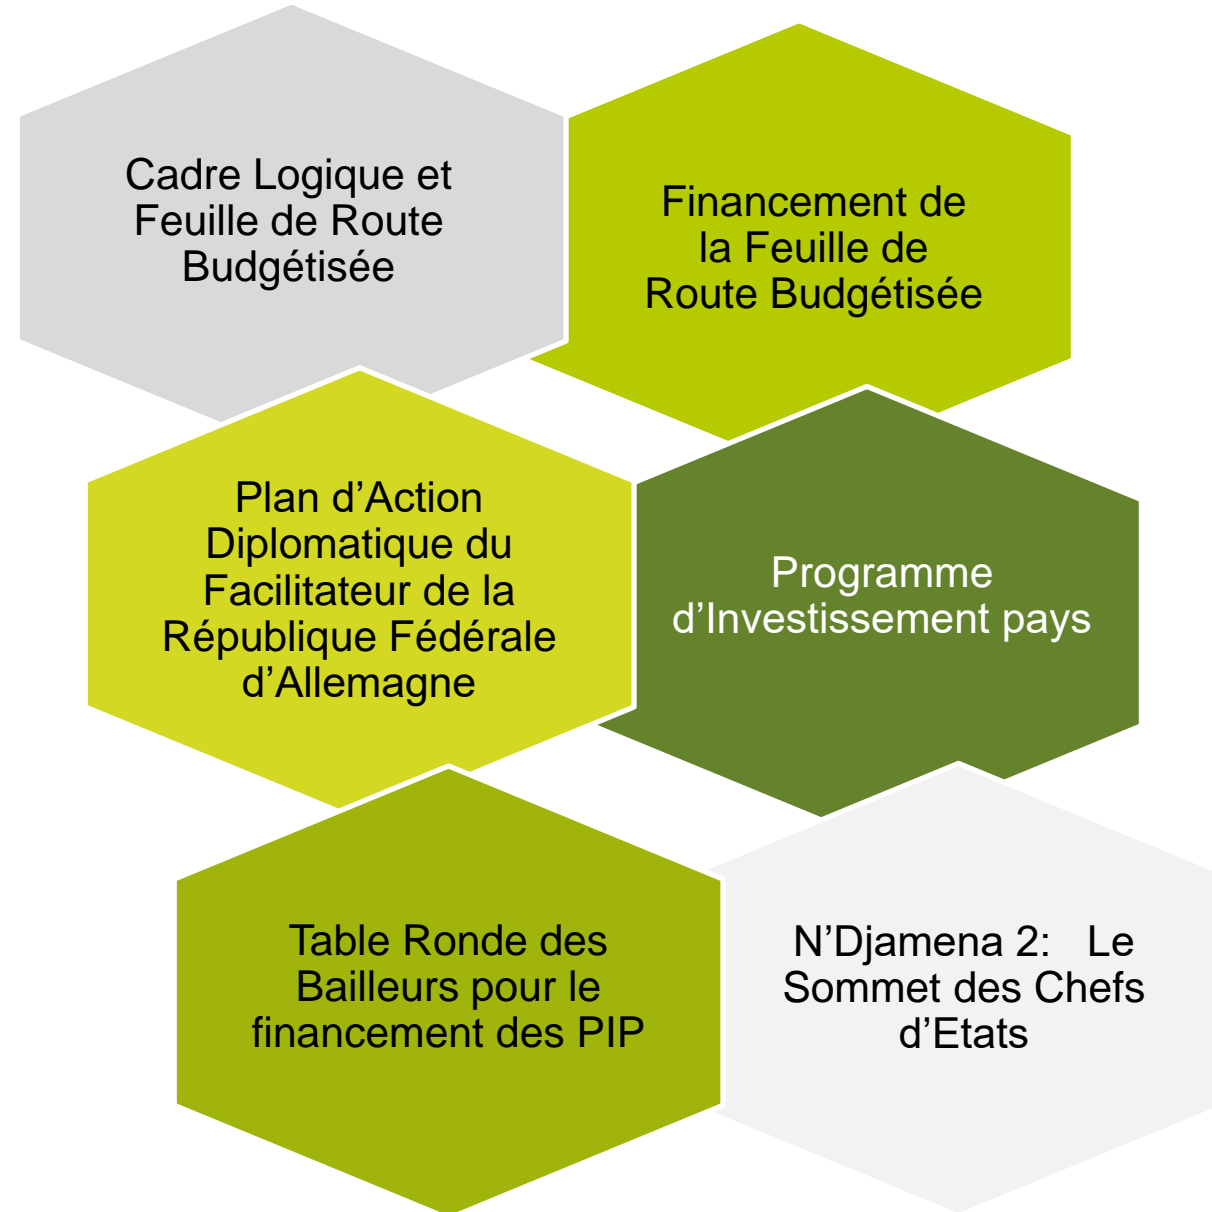 Cadre Logique et
Feuille de Route
Budgétisée
Financement de
la Feuille de
Route Budgétisée
Plan d’Action
Diplomatique du
Facilitateur de la
République Fédérale
d’Allemagne
Programme
d’Investissement pays
Table Ronde des
Bailleurs pour le
financement des PIP
N’Djamena 2: Le
Sommet des Chefs
d’Etats